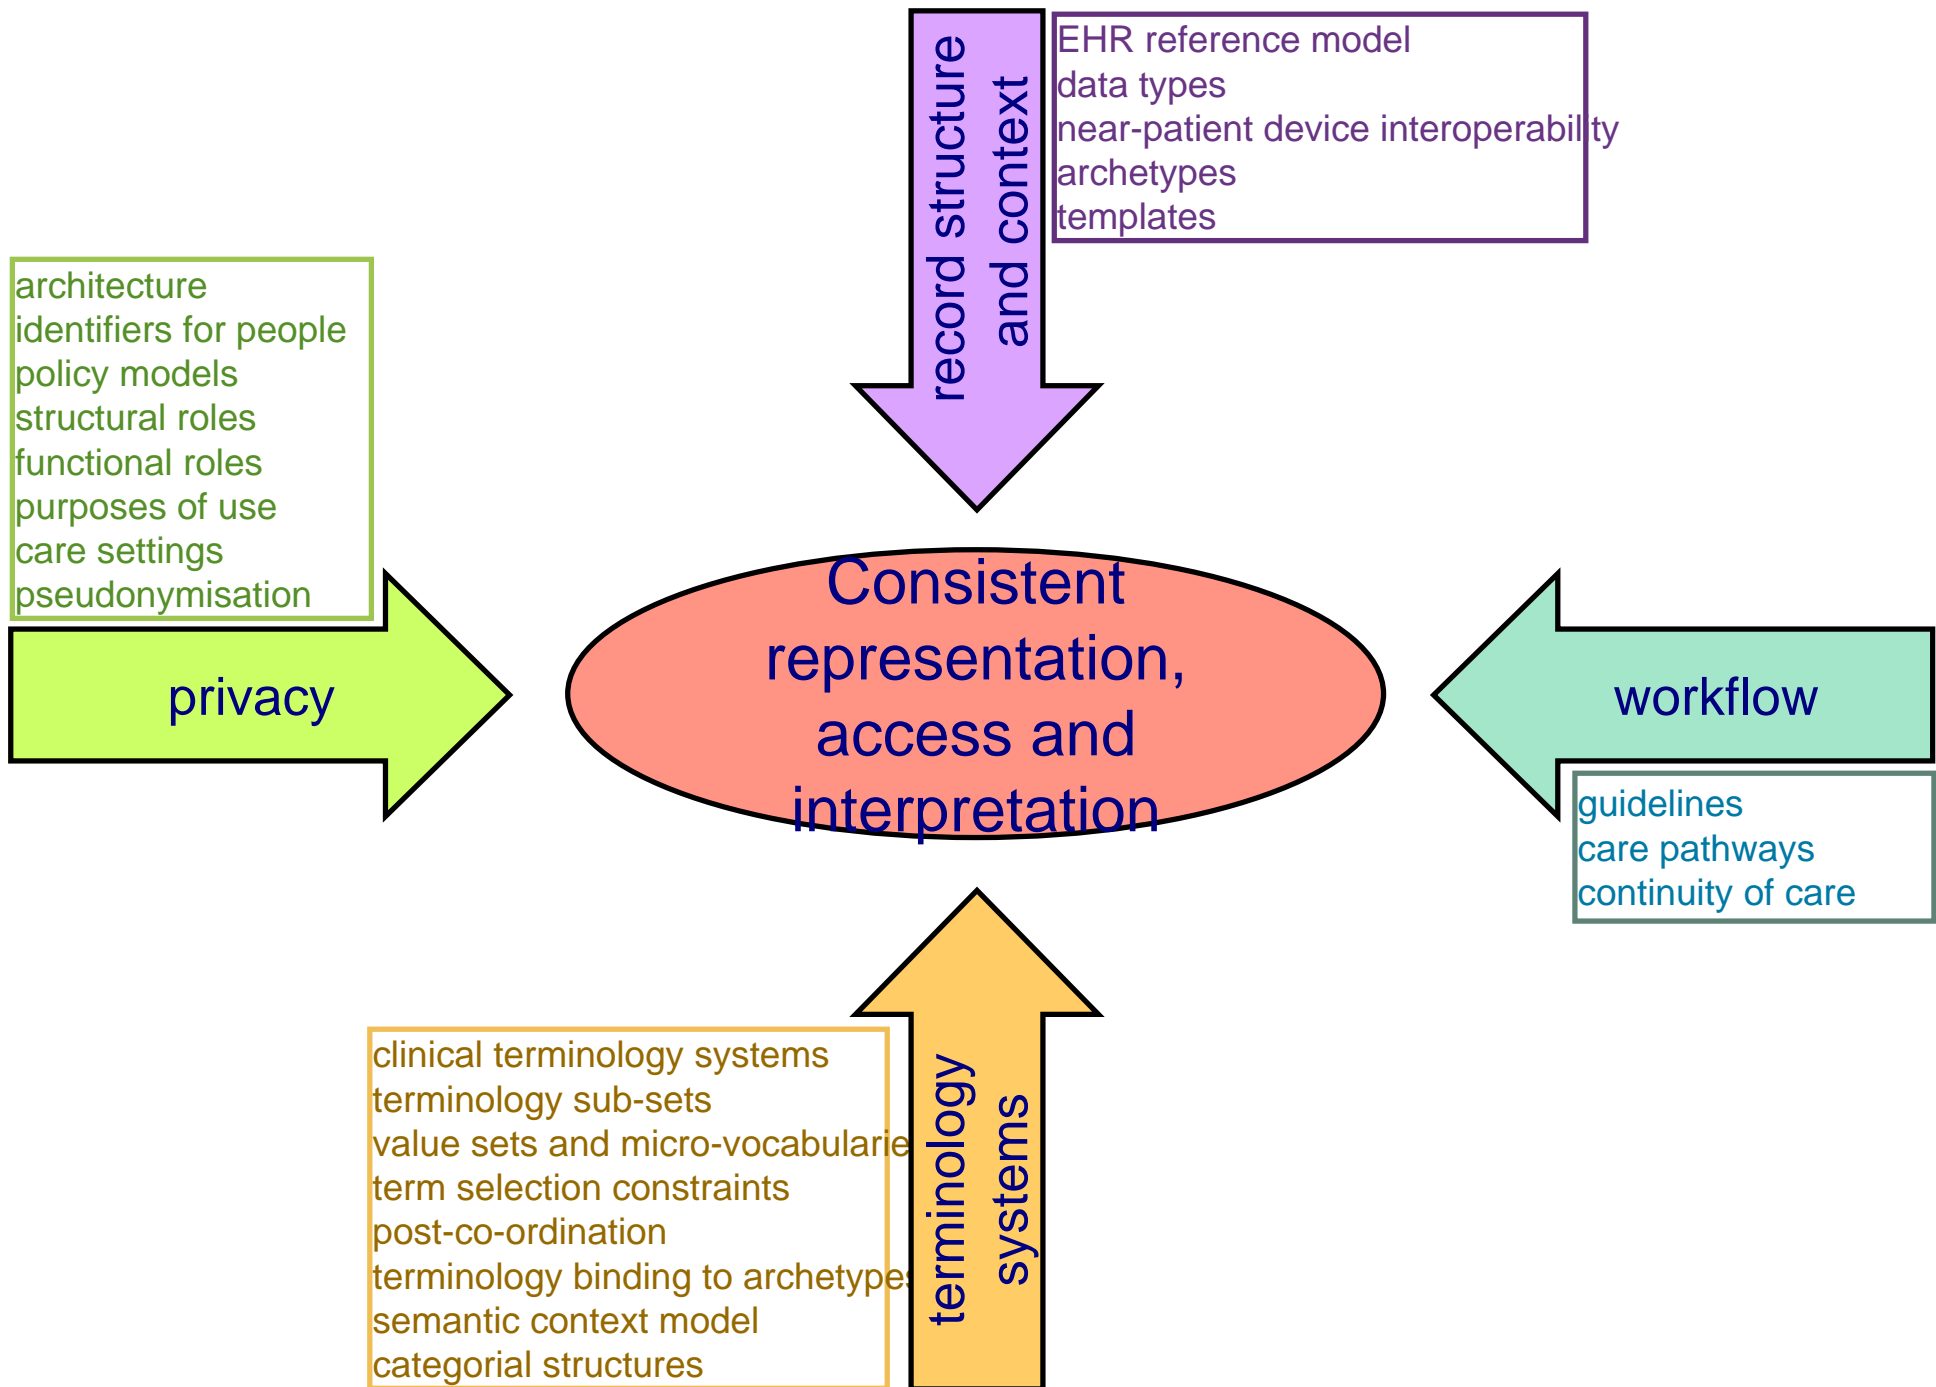 record structure
and context
EHR reference model
data types
near-patient device interoperability
archetypes
templates
architecture
identifiers for people
policy models
structural roles
functional roles
purposes of use
care settings
pseudonymisation
privacy
Consistent
representation,
access and
interpretation
workflow
guidelines
care pathways
continuity of care
clinical terminology systems
terminology sub-sets
value sets and micro-vocabularie
term selection constraints
post-co-ordination
terminology binding to archetypes
semantic context model
categorial structures
terminology
systems